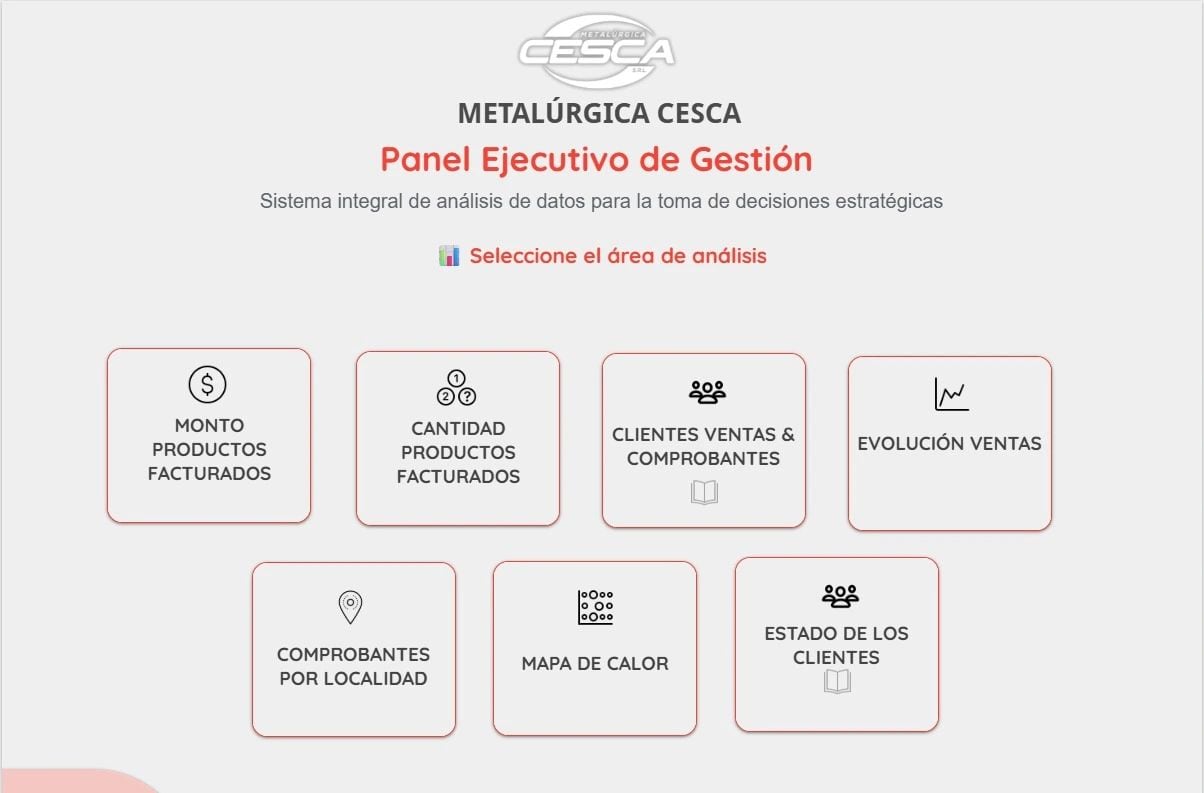 METALÚRGICA
CESCA
S.R.L.
METALÚRGICA CESCA
Panel Ejecutivo de Gestión
Sistema integral de análisis de datos para la toma de decisiones estratégicas
Seleccione el área de análisis
MONTO
PRODUCTOS
FACTURADOS
1
2 ?
CANTIDAD
PRODUCTOS
FACTURADOS
CLIENTES VENTAS &
COMPROBANTES
EVOLUCIÓN VENTAS
COMPROBANTES
POR LOCALIDAD
MAPA DE CALOR
ESTADO DE LOS
CLIENTES